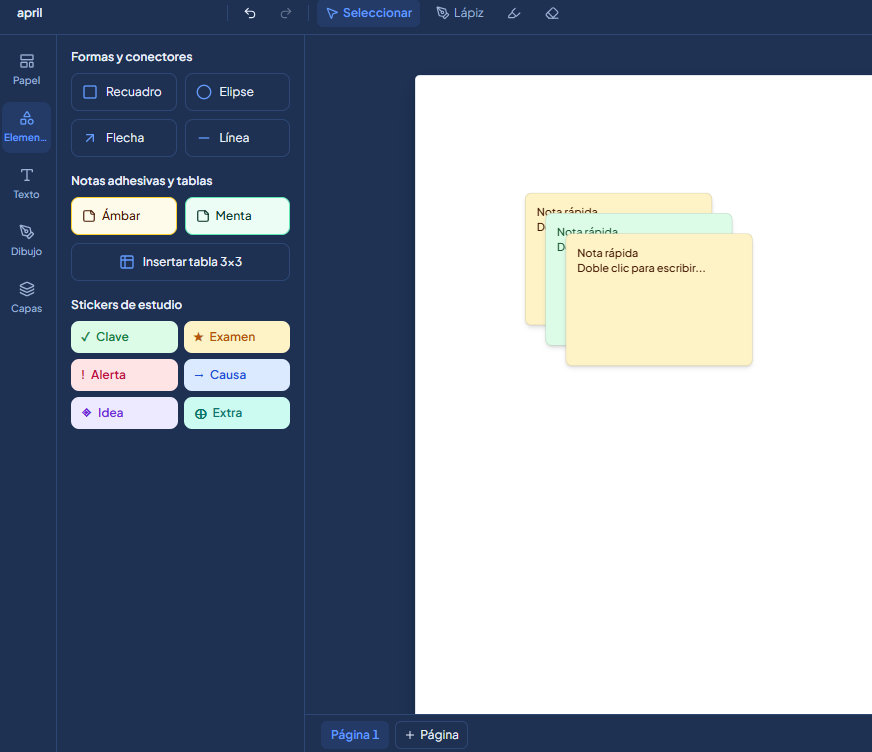 april
Seleccionar
Lápiz
Papel
Elemen...
Texto
Dibujo
Capas
Formas y conectores
Recuadro
Elipse
Flecha
Línea
Notas adhesivas y tablas
Ámbar
Menta
Insertar tabla 3×3
Stickers de estudio
✓ Clave
★ Examen
! Alerta
→ Causa
Idea
Extra
Nota rápida
D
Nota rápida
D
Nota rápida
Doble clic para escribir...
Página 1
+ Página